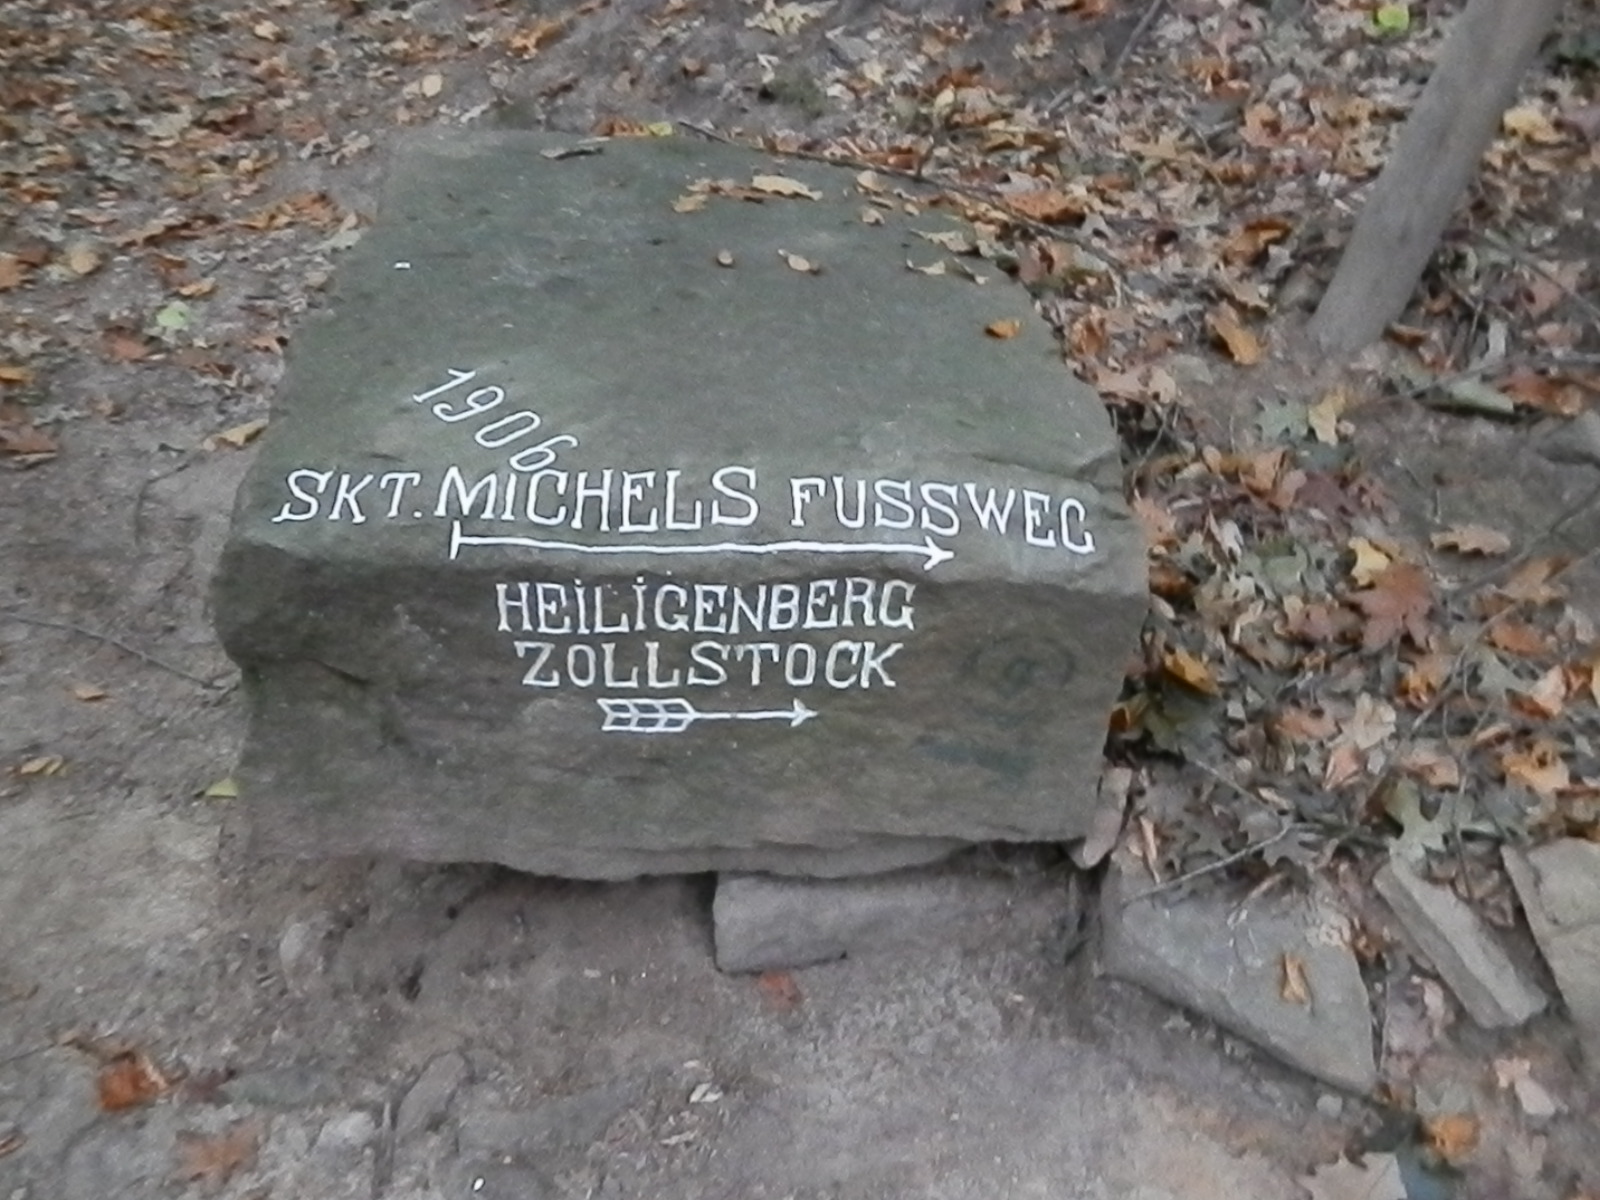 1906
SKT. MICHELS FUSSWEG
HEILIGENBERG
ZOLLSTOCK